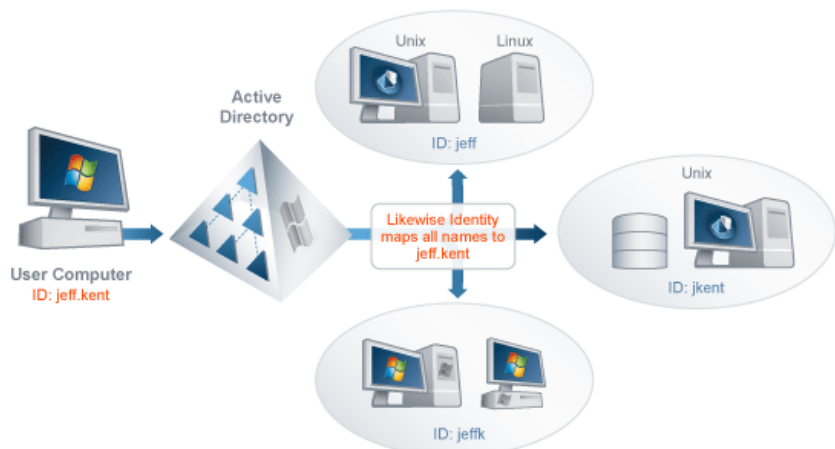 Unix
Linux
ID: jeff
Active
Directory
User Computer
ID: jeff.kent
Likewise Identity
maps all names to
jeff.kent
Unix
ID: jkent
ID: jeffk